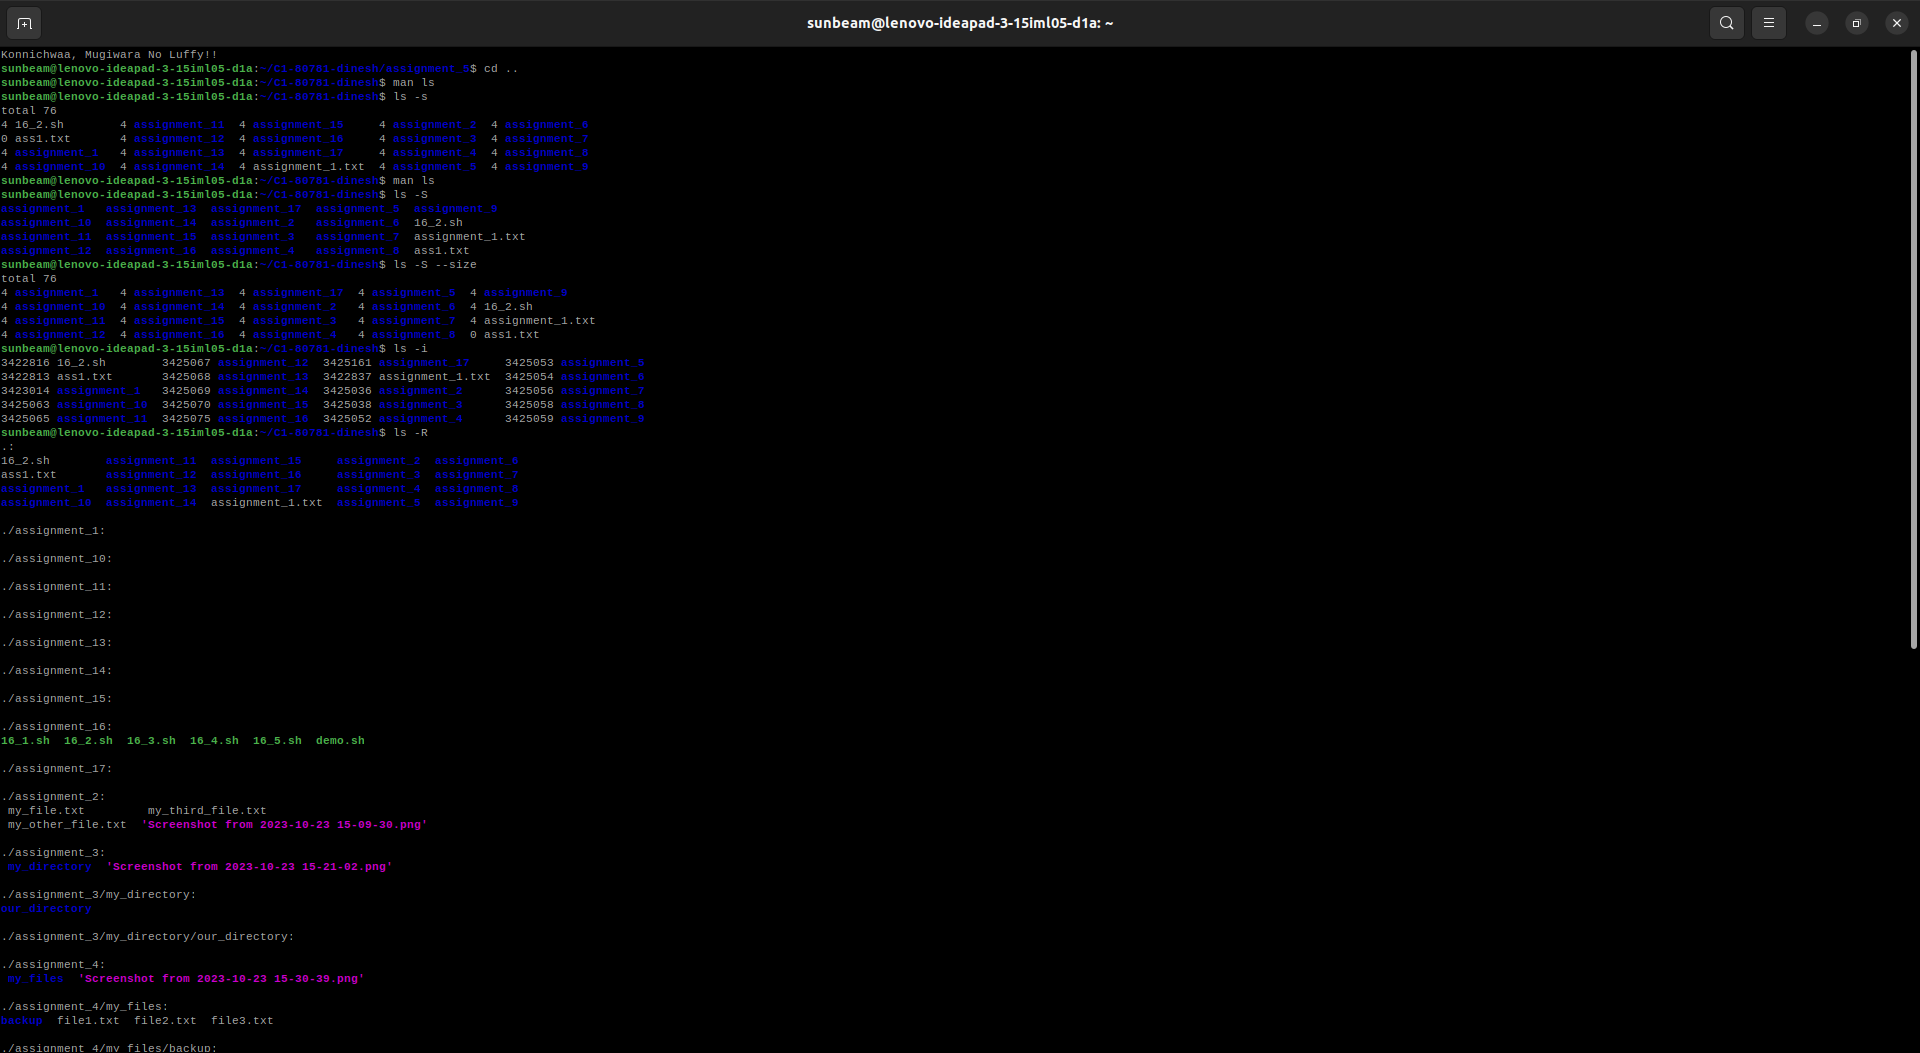 sunbeam@lenovo-ideapad-3-15iml05-d1a: ~
Konnichwaa, Mugiwara No Luffy!!
sunbeam@lenovo-ideapad-3-15iml05-d1a:~/C1-80781-dinesh/assignment_5$ cd ..
sunbeam@lenovo-ideapad-3-15iml05-d1a:~/C1-80781-dinesh$ man ls
sunbeam@lenovo-ideapad-3-15iml05-d1a:~/C1-80781-dinesh$ ls -s
total 76
4 16_2.sh        4 assignment_11  4 assignment_15     4 assignment_2  4 assignment_6
0 ass1.txt       4 assignment_12  4 assignment_16     4 assignment_3  4 assignment_7
4 assignment_1   4 assignment_13  4 assignment_17     4 assignment_4  4 assignment_8
4 assignment_10  4 assignment_14  4 assignment_1.txt  4 assignment_5  4 assignment_9
sunbeam@lenovo-ideapad-3-15iml05-d1a:~/C1-80781-dinesh$ man ls
sunbeam@lenovo-ideapad-3-15iml05-d1a:~/C1-80781-dinesh$ ls -S
assignment_1   assignment_13  assignment_17  assignment_5  assignment_9
assignment_10  assignment_14  assignment_2   assignment_6  16_2.sh
assignment_11  assignment_15  assignment_3   assignment_7  assignment_1.txt
assignment_12  assignment_16  assignment_4   assignment_8  ass1.txt
sunbeam@lenovo-ideapad-3-15iml05-d1a:~/C1-80781-dinesh$ ls -S --size
total 76
4 assignment_1   4 assignment_13  4 assignment_17  4 assignment_5  4 assignment_9
4 assignment_10  4 assignment_14  4 assignment_2   4 assignment_6  4 16_2.sh
4 assignment_11  4 assignment_15  4 assignment_3   4 assignment_7  4 assignment_1.txt
4 assignment_12  4 assignment_16  4 assignment_4   4 assignment_8  0 ass1.txt
sunbeam@lenovo-ideapad-3-15iml05-d1a:~/C1-80781-dinesh$ ls -i
3422816 16_2.sh        3425067 assignment_12  3425161 assignment_17     3425053 assignment_5
3422813 ass1.txt       3425068 assignment_13  3422837 assignment_1.txt  3425054 assignment_6
3423014 assignment_1   3425069 assignment_14  3425036 assignment_2      3425056 assignment_7
3425063 assignment_10  3425070 assignment_15  3425038 assignment_3      3425058 assignment_8
3425065 assignment_11  3425075 assignment_16  3425052 assignment_4      3425059 assignment_9
sunbeam@lenovo-ideapad-3-15iml05-d1a:~/C1-80781-dinesh$ ls -R
.:
16_2.sh        assignment_11  assignment_15     assignment_2  assignment_6
ass1.txt       assignment_12  assignment_16     assignment_3  assignment_7
assignment_1   assignment_13  assignment_17     assignment_4  assignment_8
assignment_10  assignment_14  assignment_1.txt  assignment_5  assignment_9
./assignment_1:
./assignment_10:
./assignment_11:
./assignment_12:
./assignment_13:
./assignment_14:
./assignment_15:
./assignment_16:
16_1.sh  16_2.sh  16_3.sh  16_4.sh  16_5.sh  demo.sh
./assignment_17:
./assignment_2:
my_file.txt         my_third_file.txt
my_other_file.txt  'Screenshot from 2023-10-23 15-09-30.png'
./assignment_3:
my_directory  'Screenshot from 2023-10-23 15-21-02.png'
./assignment_3/my_directory:
our_directory
./assignment_3/my_directory/our_directory:
./assignment_4:
my_files  'Screenshot from 2023-10-23 15-30-39.png'
./assignment_4/my_files:
backup  file1.txt  file2.txt  file3.txt
./assignment_4/my_files/backup: